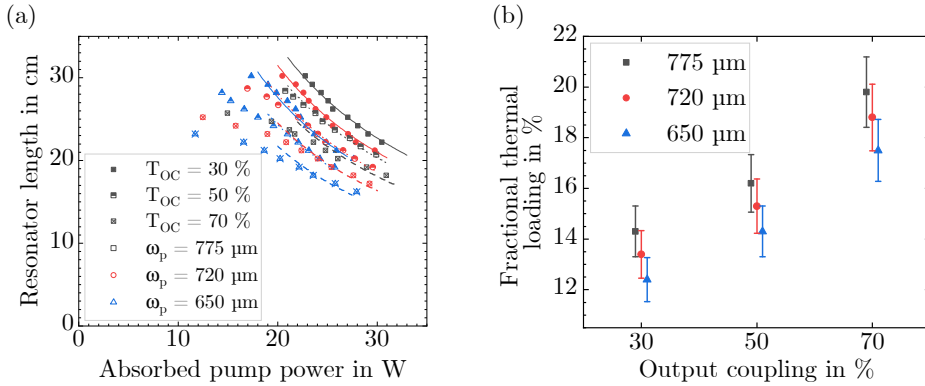 (a)
Resonator length in cm
30
20
10
0
T_OC = 30 %
T_OC = 50 %
T_OC = 70 %
ω_p = 775 µm
ω_p = 720 µm
ω_p = 650 µm
0 10 20 30
Absorbed pump power in W
(b)
Fractional thermal
loading in %
22
20
18
16
14
12
775 µm
720 µm
650 µm
30 50 70
Output coupling in %